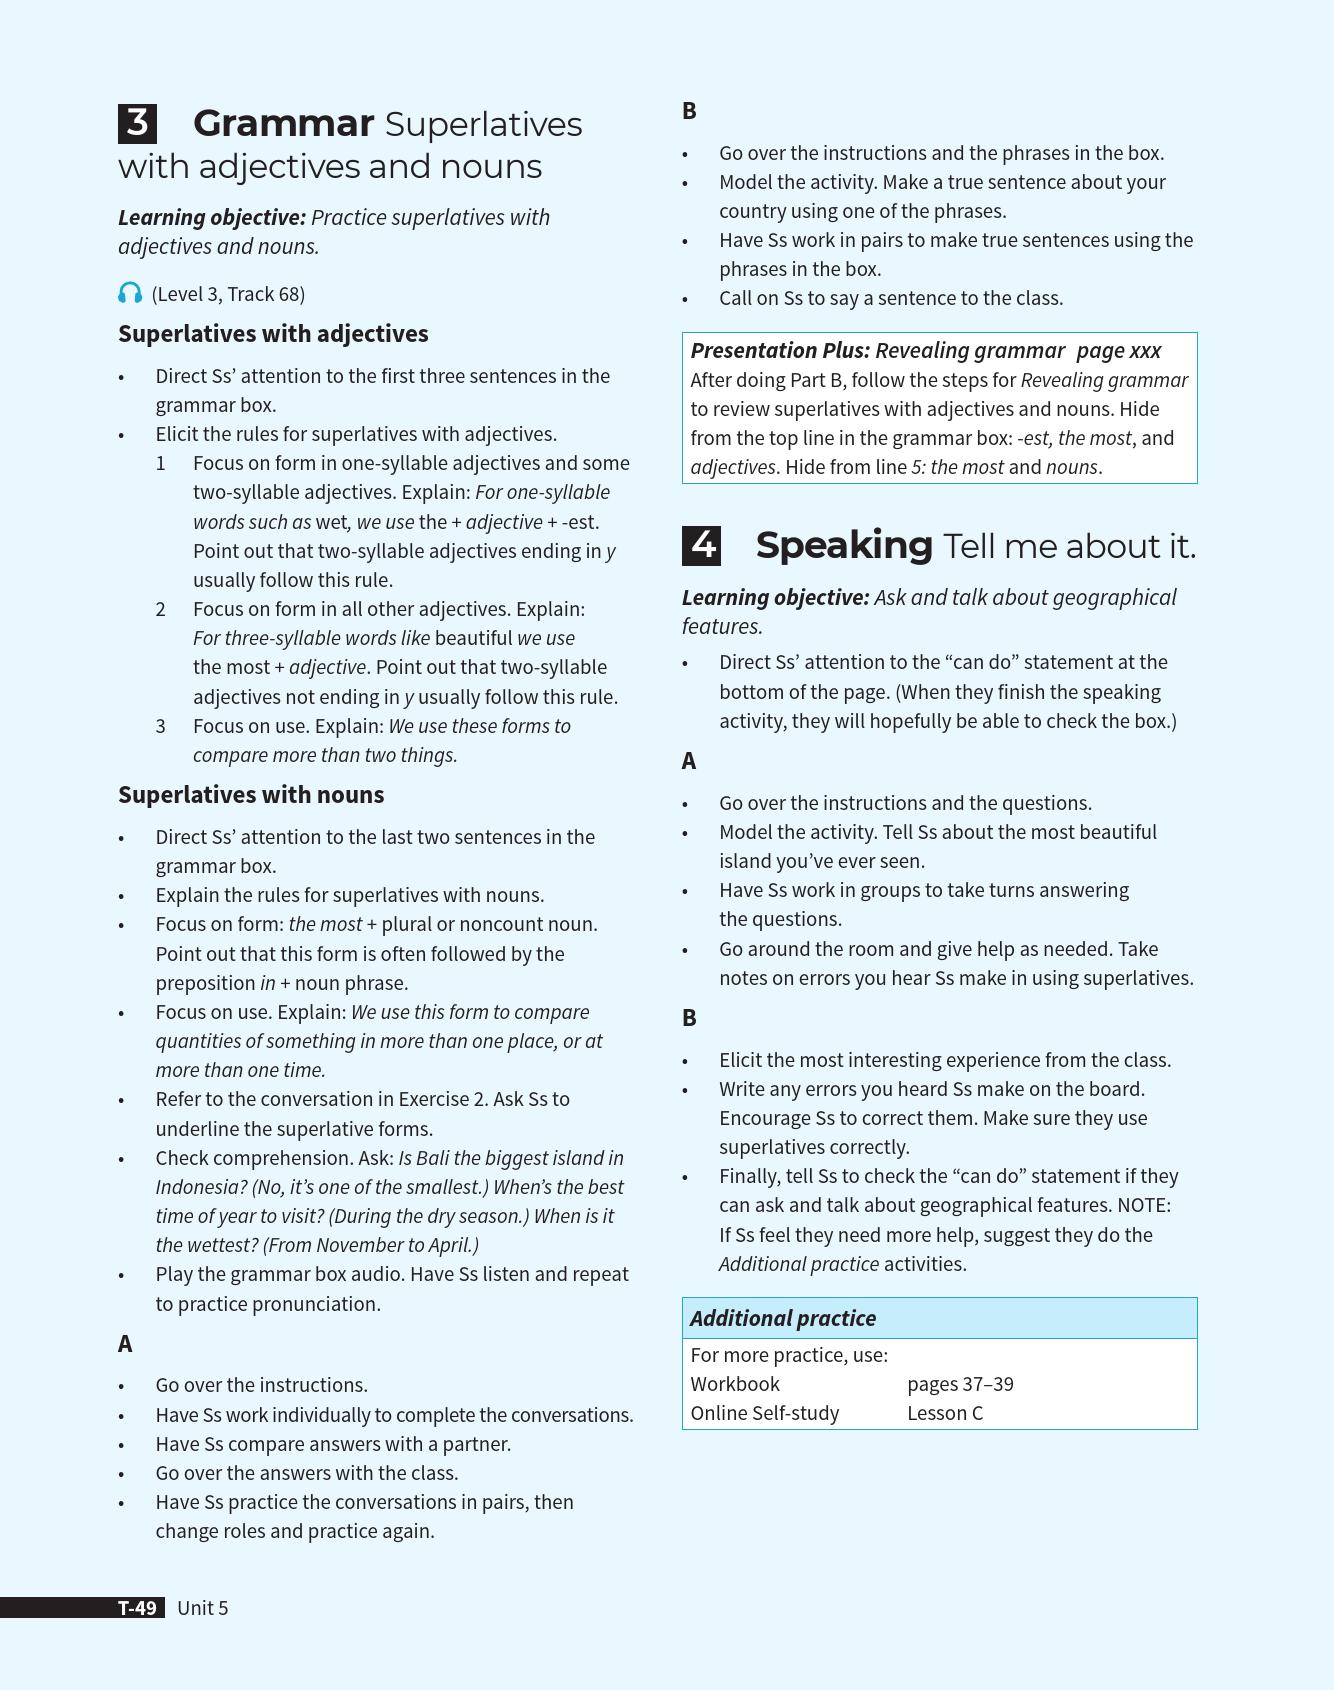 3 Grammar Superlatives
with adjectives and nouns
Learning objective: Practice superlatives with
adjectives and nouns.
(Level 3, Track 68)
Superlatives with adjectives
• Direct Ss’ attention to the first three sentences in the
grammar box.
• Elicit the rules for superlatives with adjectives.
1 Focus on form in one-syllable adjectives and some
two-syllable adjectives. Explain: For one-syllable
words such as wet, we use the + adjective + -est.
Point out that two-syllable adjectives ending in y
usually follow this rule.
2 Focus on form in all other adjectives. Explain:
For three-syllable words like beautiful we use
the most + adjective. Point out that two-syllable
adjectives not ending in y usually follow this rule.
3 Focus on use. Explain: We use these forms to
compare more than two things.
Superlatives with nouns
• Direct Ss’ attention to the last two sentences in the
grammar box.
• Explain the rules for superlatives with nouns.
• Focus on form: the most + plural or noncount noun.
Point out that this form is often followed by the
preposition in + noun phrase.
• Focus on use. Explain: We use this form to compare
quantities of something in more than one place, or at
more than one time.
• Refer to the conversation in Exercise 2. Ask Ss to
underline the superlative forms.
• Check comprehension. Ask: Is Bali the biggest island in
Indonesia? (No, it’s one of the smallest.) When’s the best
time of year to visit? (During the dry season.) When is it
the wettest? (From November to April.)
• Play the grammar box audio. Have Ss listen and repeat
to practice pronunciation.
A
• Go over the instructions.
• Have Ss work individually to complete the conversations.
• Have Ss compare answers with a partner.
• Go over the answers with the class.
• Have Ss practice the conversations in pairs, then
change roles and practice again.
B
• Go over the instructions and the phrases in the box.
• Model the activity. Make a true sentence about your
country using one of the phrases.
• Have Ss work in pairs to make true sentences using the
phrases in the box.
• Call on Ss to say a sentence to the class.
Presentation Plus: Revealing grammar page xxx
After doing Part B, follow the steps for Revealing grammar
to review superlatives with adjectives and nouns. Hide
from the top line in the grammar box: -est, the most, and
adjectives. Hide from line 5: the most and nouns.
4 Speaking Tell me about it.
Learning objective: Ask and talk about geographical
features.
• Direct Ss’ attention to the “can do” statement at the
bottom of the page. (When they finish the speaking
activity, they will hopefully be able to check the box.)
A
• Go over the instructions and the questions.
• Model the activity. Tell Ss about the most beautiful
island you’ve ever seen.
• Have Ss work in groups to take turns answering
the questions.
• Go around the room and give help as needed. Take
notes on errors you hear Ss make in using superlatives.
B
• Elicit the most interesting experience from the class.
• Write any errors you heard Ss make on the board.
Encourage Ss to correct them. Make sure they use
superlatives correctly.
• Finally, tell Ss to check the “can do” statement if they
can ask and talk about geographical features. NOTE:
If Ss feel they need more help, suggest they do the
Additional practice activities.
Additional practice
For more practice, use:
Workbook pages 37–39
Online Self-study Lesson C
T-49 Unit 5